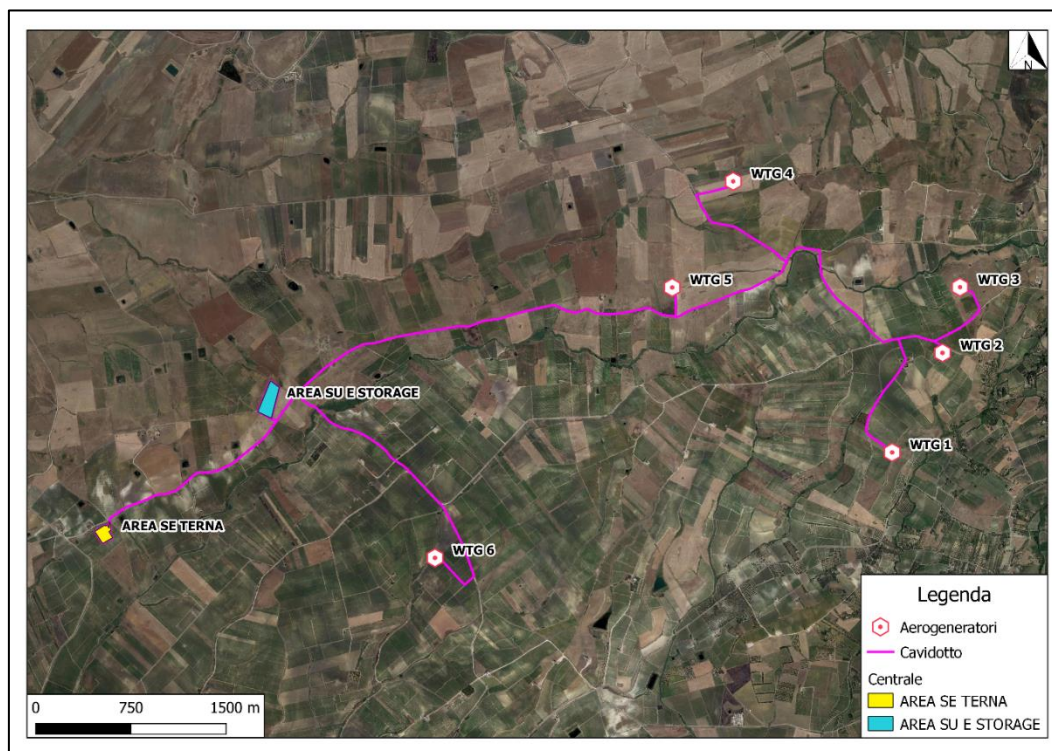 N
WTG 4
WTG 5
WTG 3
WTG 2
AREA SU E STORAGE
WTG 1
AREA SE TERNA
WTG 6
Legenda
Aerogeneratori
Cavidotto
Centrale
AREA SE TERNA
AREA SU E STORAGE
0 750 1500 m